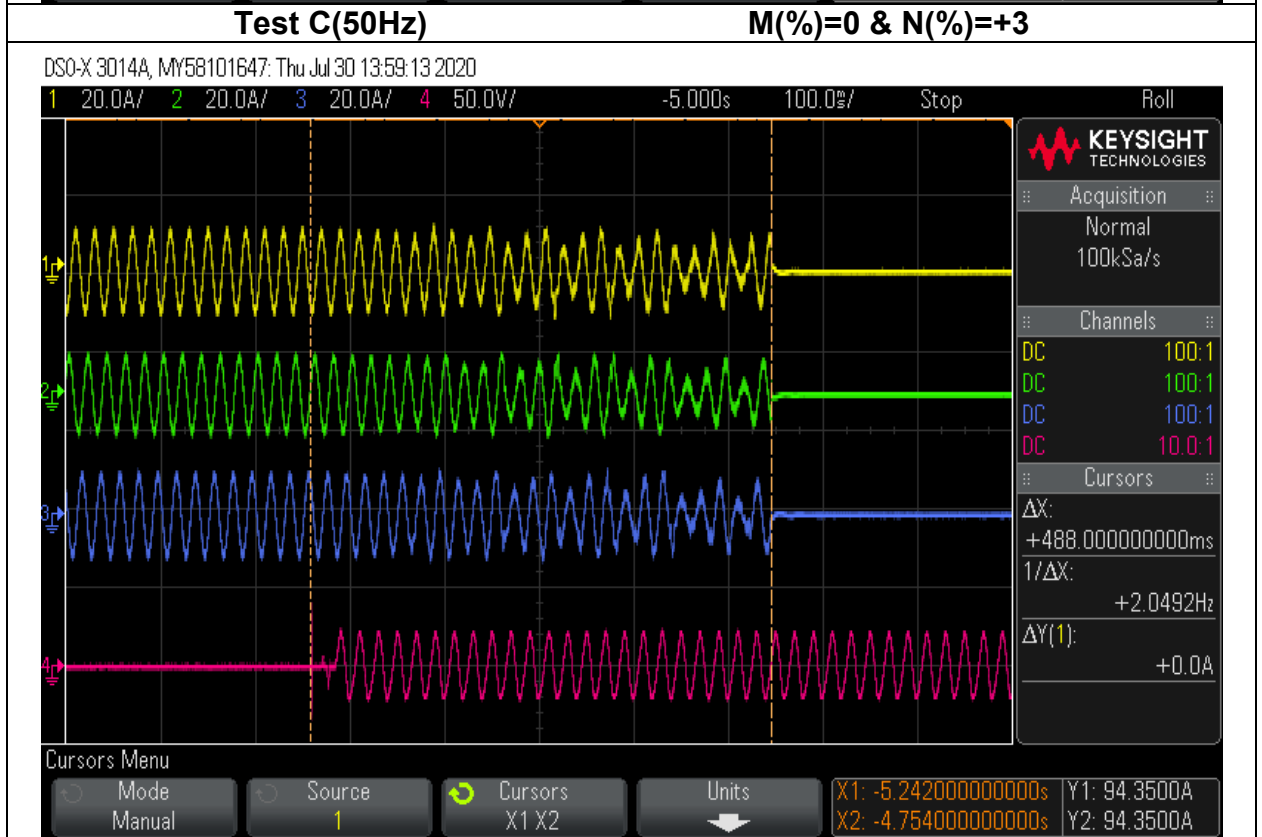 Test C(50Hz) M(%)=0 & N(%)=+3
DSO-X 3014A, MY58101647: Thu Jul 30 13:59:13 2020
1 20.0A/ 2 20.0A/ 3 20.0A/ 4 50.0V/ -5.000s 100.0ms/ Stop Roll
KEYSIGHT
TECHNOLOGIES
Acquisition
Normal
100kSa/s
Channels
DC 100:1
DC 100:1
DC 100:1
DC 10.0:1
Cursors
ΔX:
+488.000000000ms
1/ΔX:
+2.0492Hz
ΔY(1):
+0.0A
1
2
3
4
Cursors Menu
Mode Source Cursors Units X1: -5.242000000000s Y1: 94.3500A
Manual 1 X1 X2 X2: -4.754000000000s Y2: 94.3500A